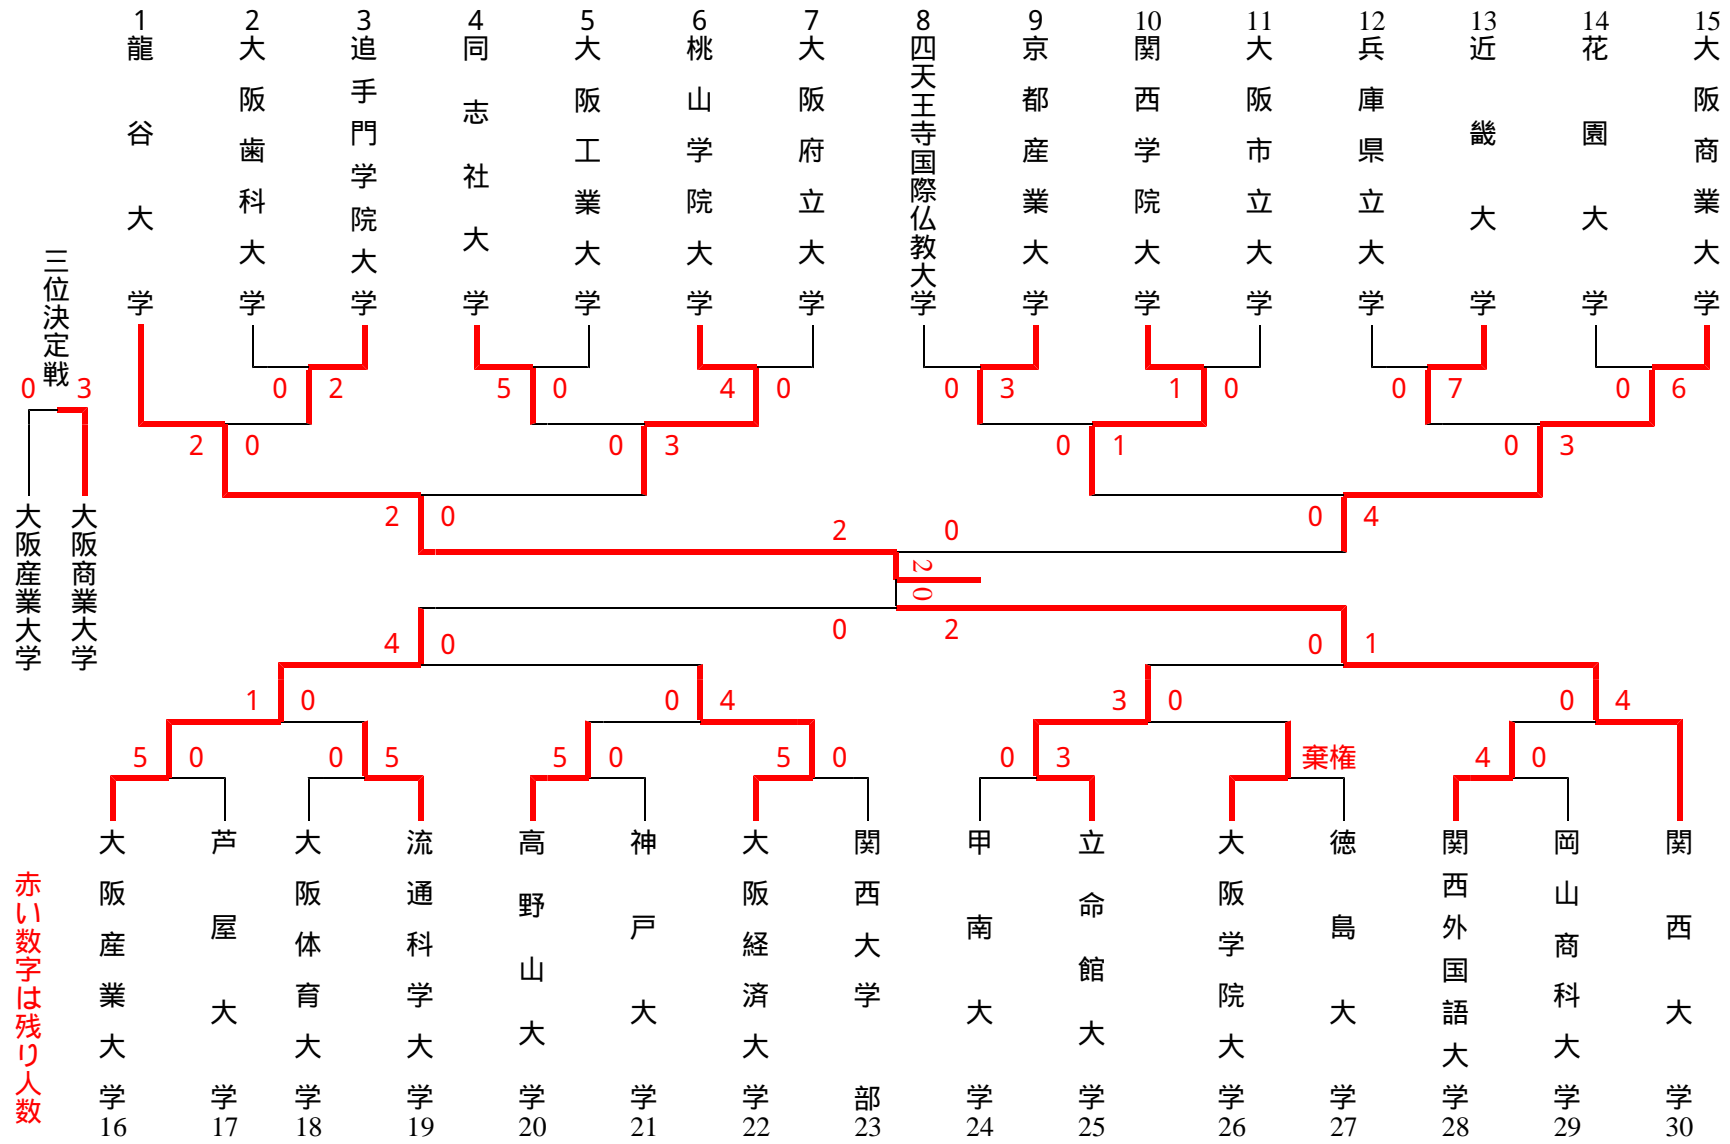 1 2 3 4 5 6 7 8 9 10 11 12 13 14 15
龍谷大学
大阪歯科大学
追手門学院大学
同志社大学
大阪工業大学
桃山学院大学
大阪府立大学
四天王寺国際仏教大学
京都産業大学
関西学院大学
大阪市立大学
兵庫県立大学
近畿大学
花園大学
大阪商業大学
三位決定戦
0 3
大阪産業大学
大阪商業大学
0 2 5 0 4 0 0 3 1 0 0 7 0 6
2 0 0 3 0 1 0 3
2 0 0 4
2 0
2 0
0 2
4 0 0 1
1 0 0 4 3 0 0 4
5 0 0 5 5 0 5 0 0 3 棄権 4 0
大阪産業大学
芦屋大学
大阪体育大学
流通科学大学
高野山大学
神戸大学
大阪経済大学
関西大学部
甲南大学
立命館大学
大阪学院大学
徳島大学
関西外国語大学
岡山商科大学
関西大学
16 17 18 19 20 21 22 23 24 25 26 27 28 29 30
赤い数字は残り人数